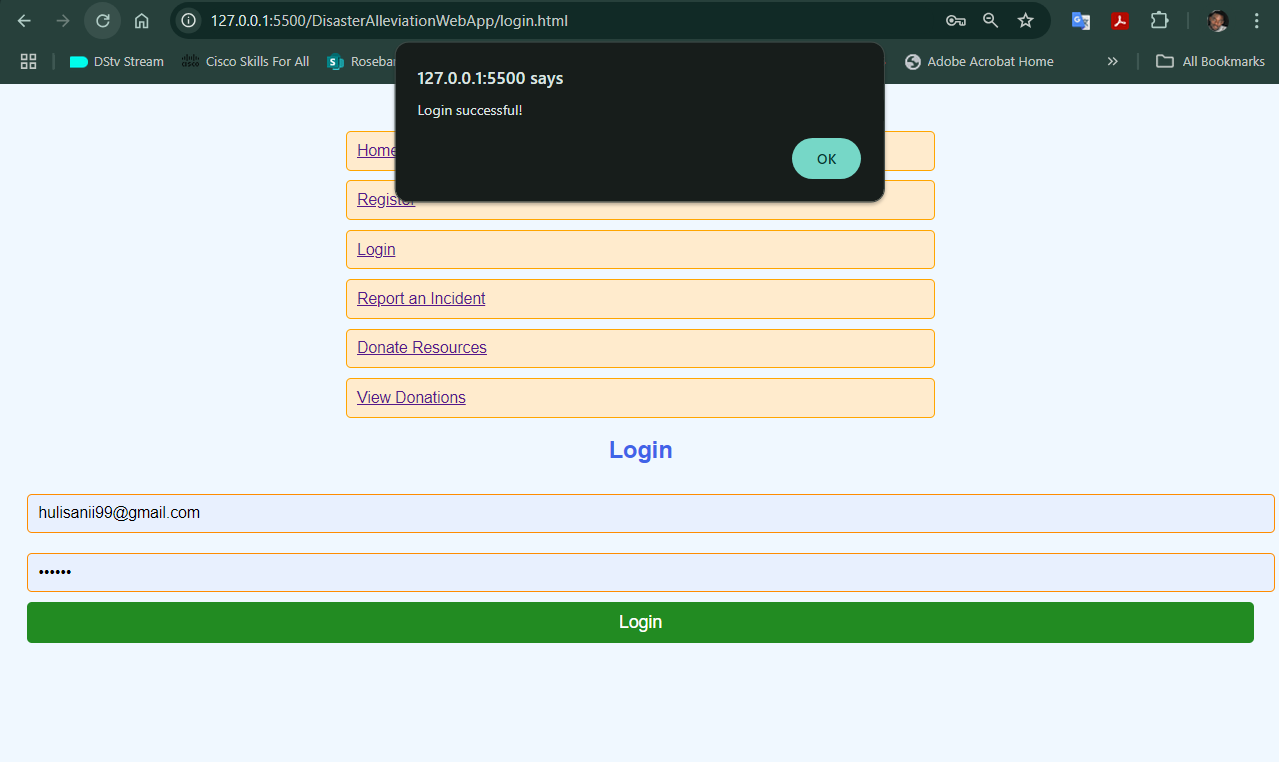 127.0.0.1:5500/DisasterAlleviationWebApp/login.html
DStv Stream Cisco Skills For All Adobe Acrobat Home All Bookmarks
127.0.0.1:5500 says
Login successful!
OK
Home
Register
Login
Report an Incident
Donate Resources
View Donations
Login
hulisanii99@gmail.com
••••••
Login